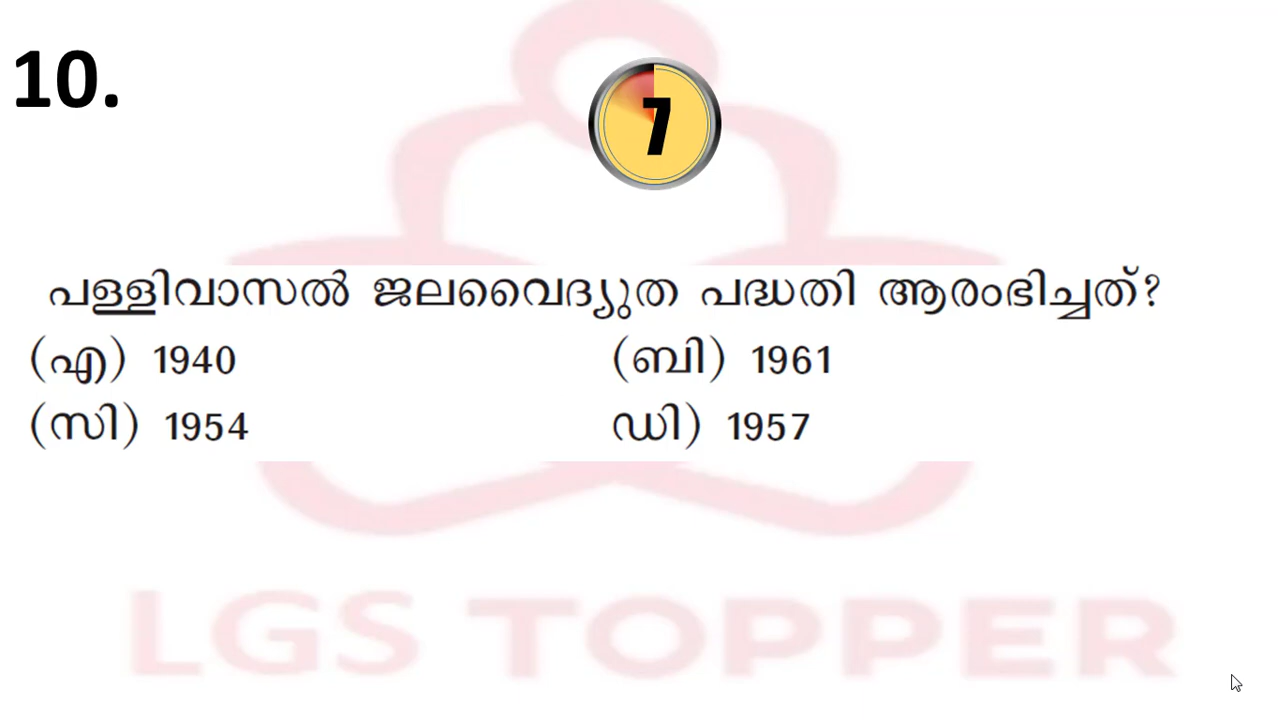 10.
7
പള്ളിവാസൽ ജലവൈദ്യുത പദ്ധതി ആരംഭിച്ചത്?
(എ) 1940 (ബി) 1961
(സി) 1954 ഡി) 1957
LGS TOPPER